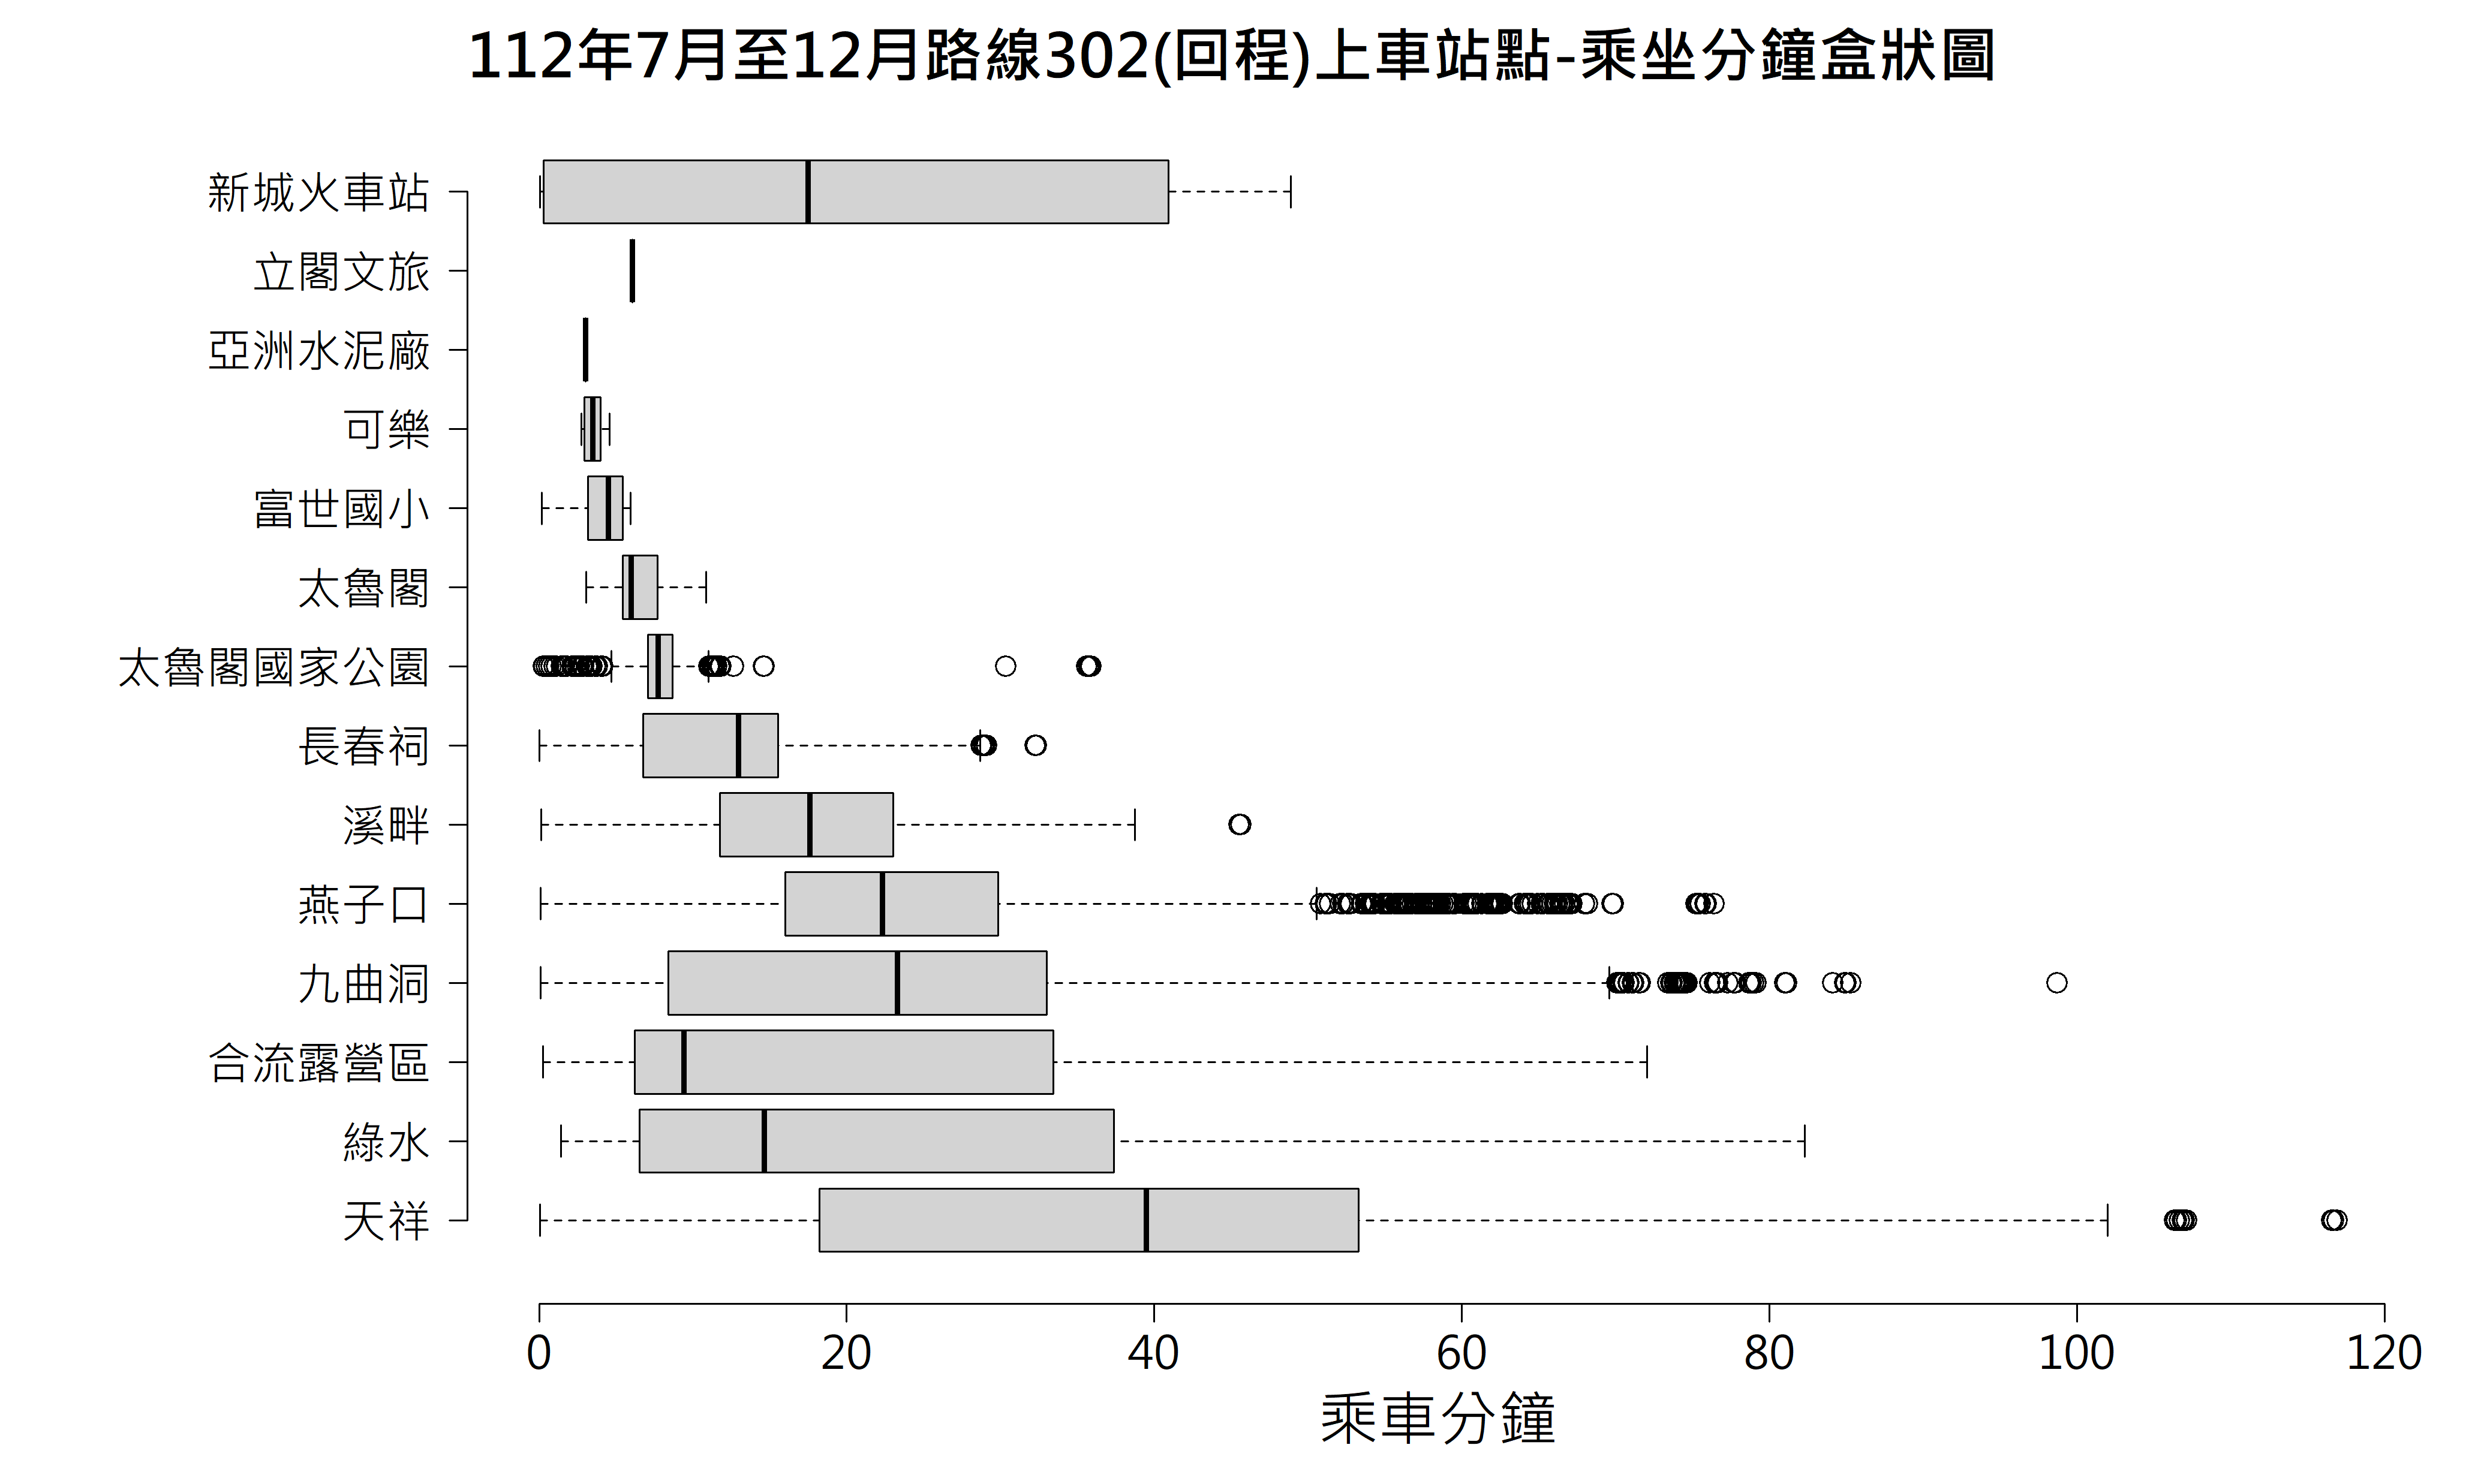 112年7月至12月路線302(回程)上車站點-乘坐分鐘盒狀圖
新城火車站
立閣文旅
亞洲水泥廠
可樂
富世國小
太魯閣
太魯閣國家公園
長春祠
溪畔
燕子口
九曲洞
合流露營區
綠水
天祥
0 20 40 60 80 100 120
乘車分鐘